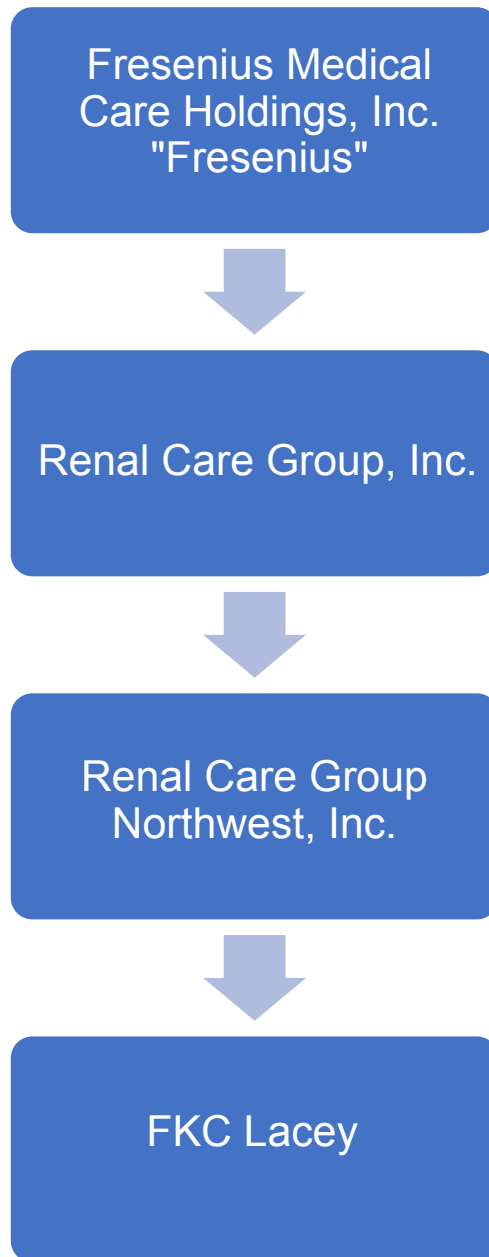 Fresenius Medical
Care Holdings, Inc.
"Fresenius"
Renal Care Group, Inc.
Renal Care Group
Northwest, Inc.
FKC Lacey